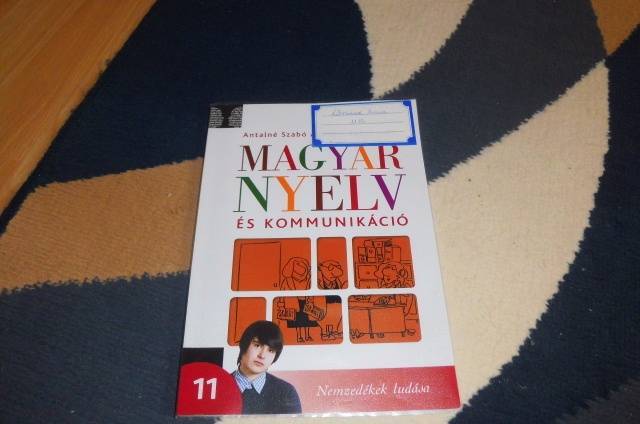 Antalné Szabó
MAGYAR
NYELV
ÉS KOMMUNIKÁCIÓ
11
Nemzedékek tudása